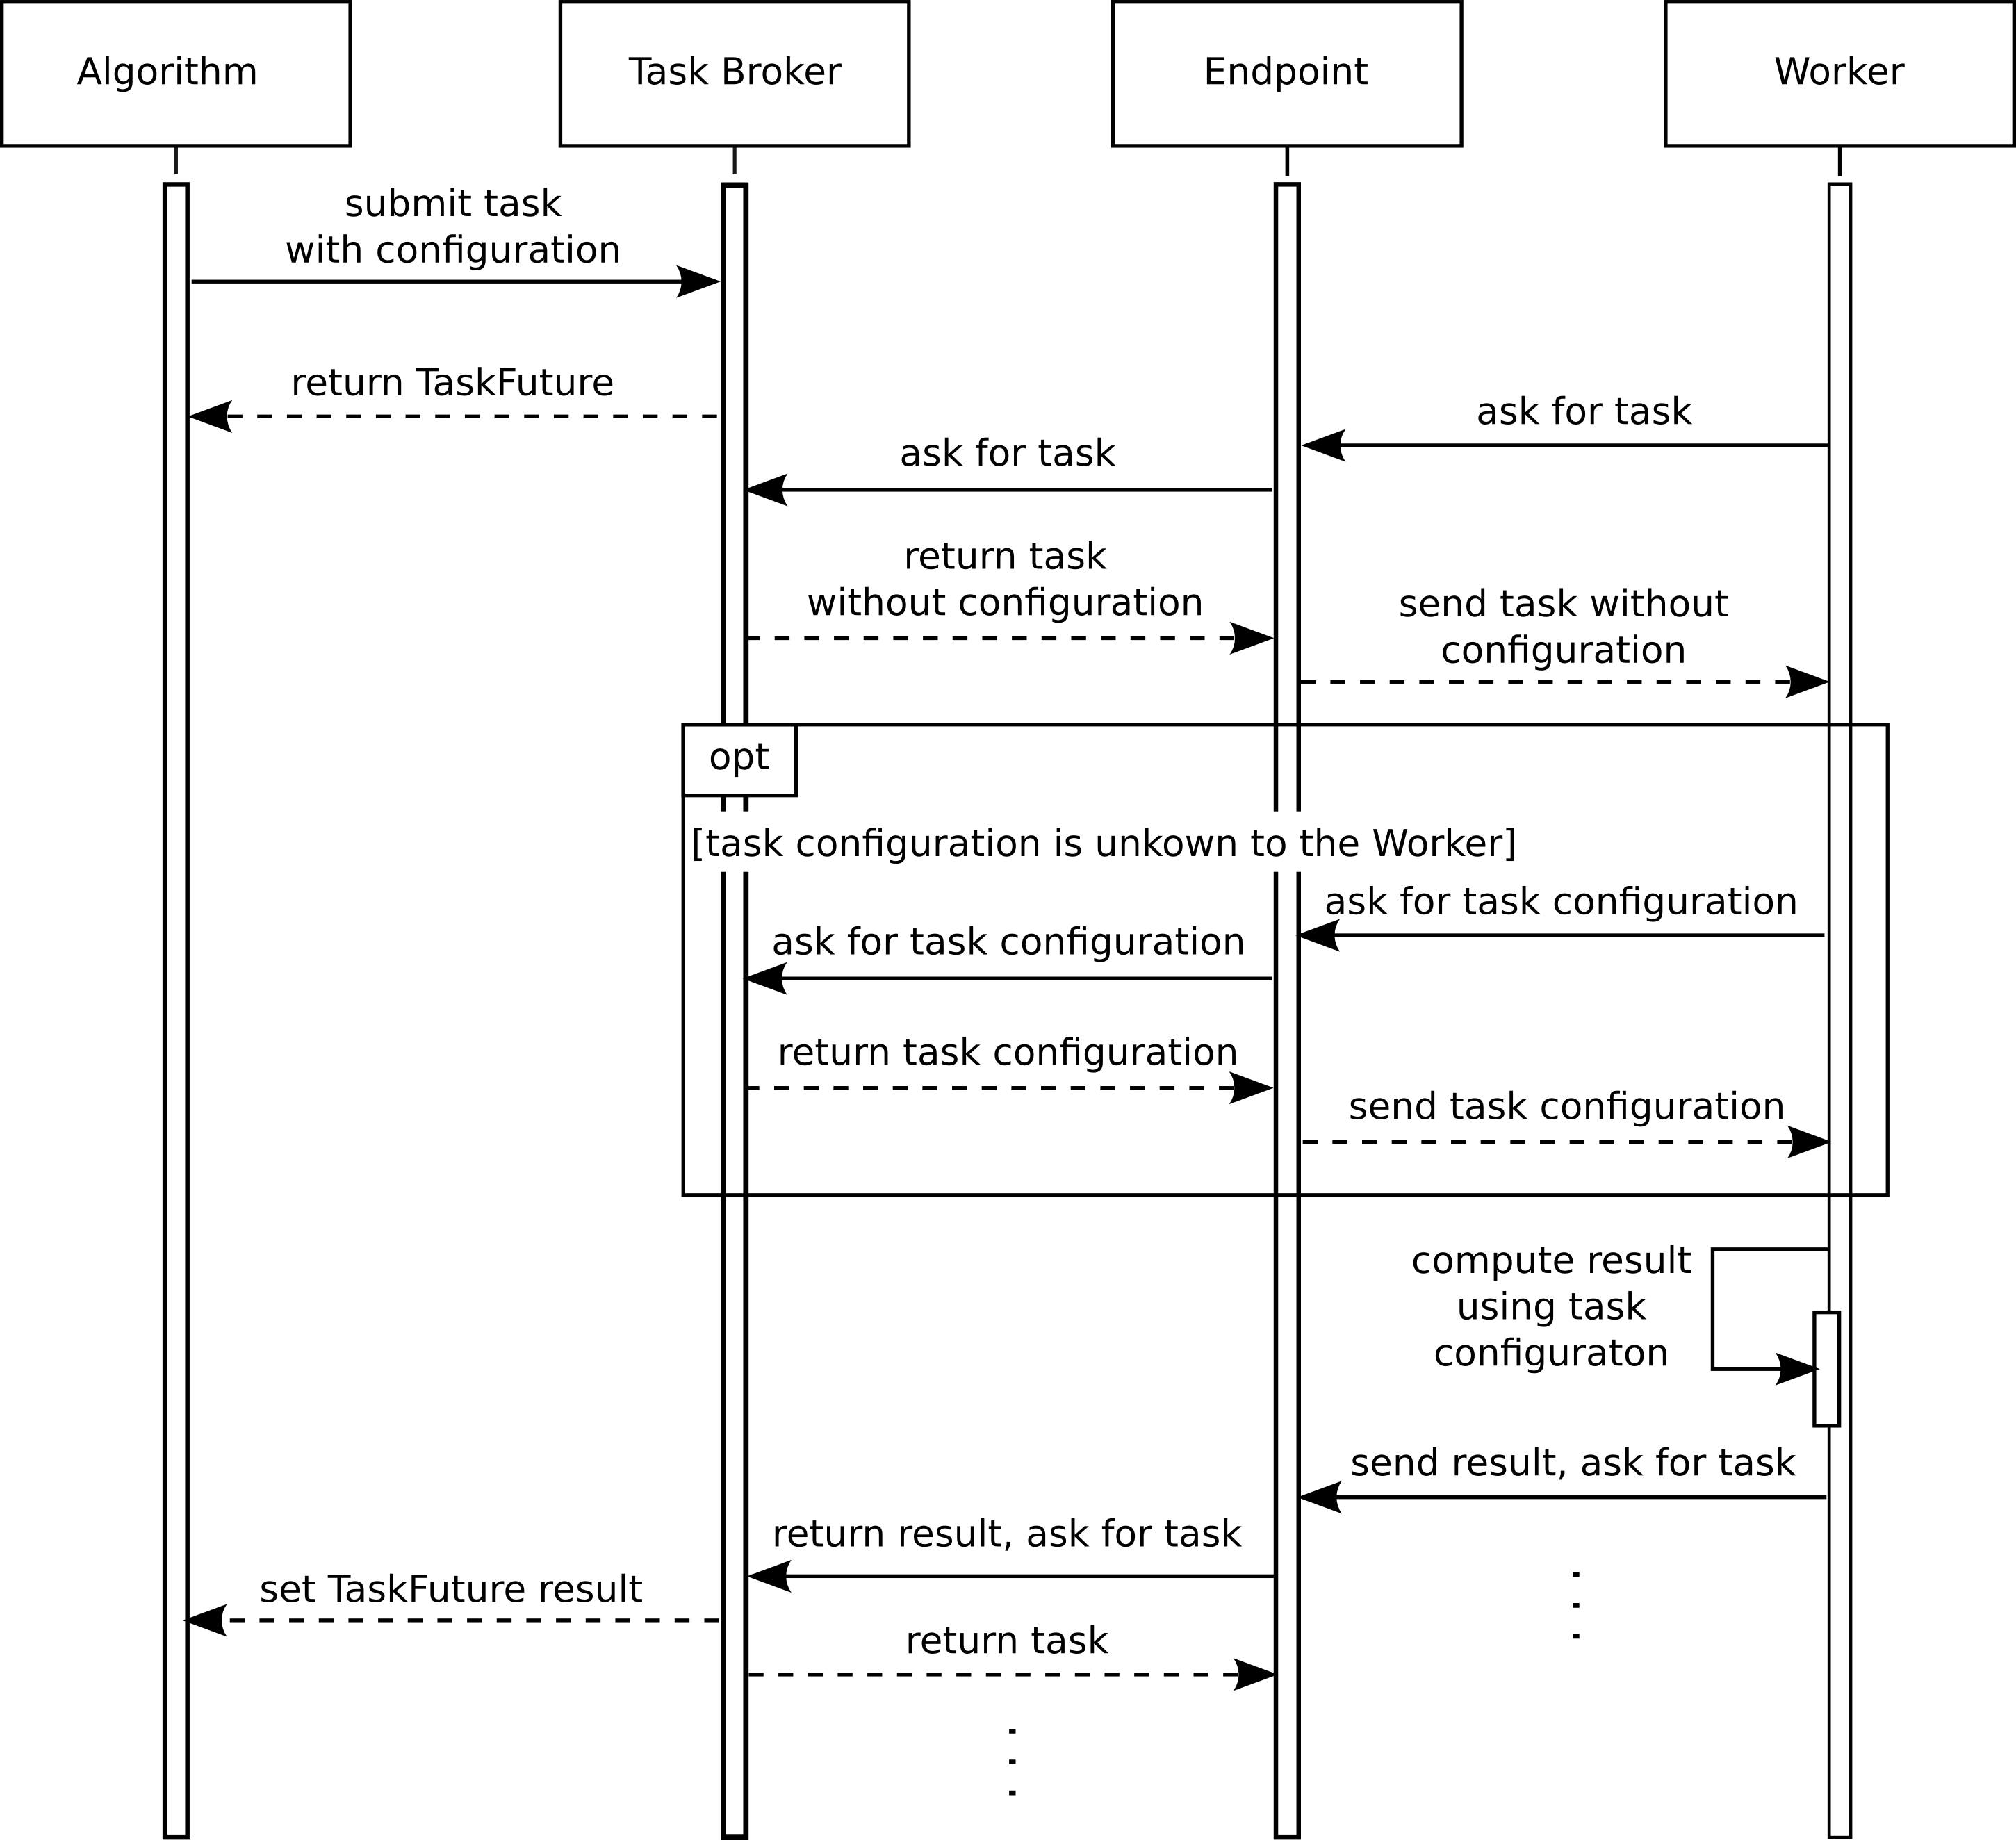 Algorithm
Task Broker
Endpoint
Worker
submit task
with configuration
return TaskFuture
ask for task
ask for task
return task
without configuration
send task without
configuration
opt
[task configuration is unkown to the Worker]
ask for task configuration
ask for task configuration
return task configuration
send task configuration
compute result
using task
configuraton
send result, ask for task
return result, ask for task
set TaskFuture result
return task